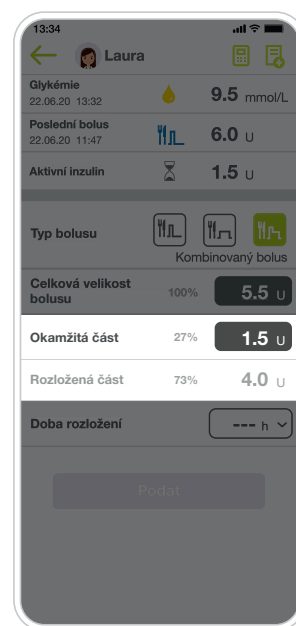 13:34
Laura
Glykémie
22.06.20 13:32
9.5 mmol/L
Poslední bolus
22.06.20 11:47
6.0 U
Aktivní inzulin
1.5 U
Typ bolusu
Kombinovaný bolus
Celková velikost
bolusu
100%
5.5 U
Okamžitá část
27%
1.5 U
Rozložená část
73%
4.0 U
Doba rozložení
--- h
Podat